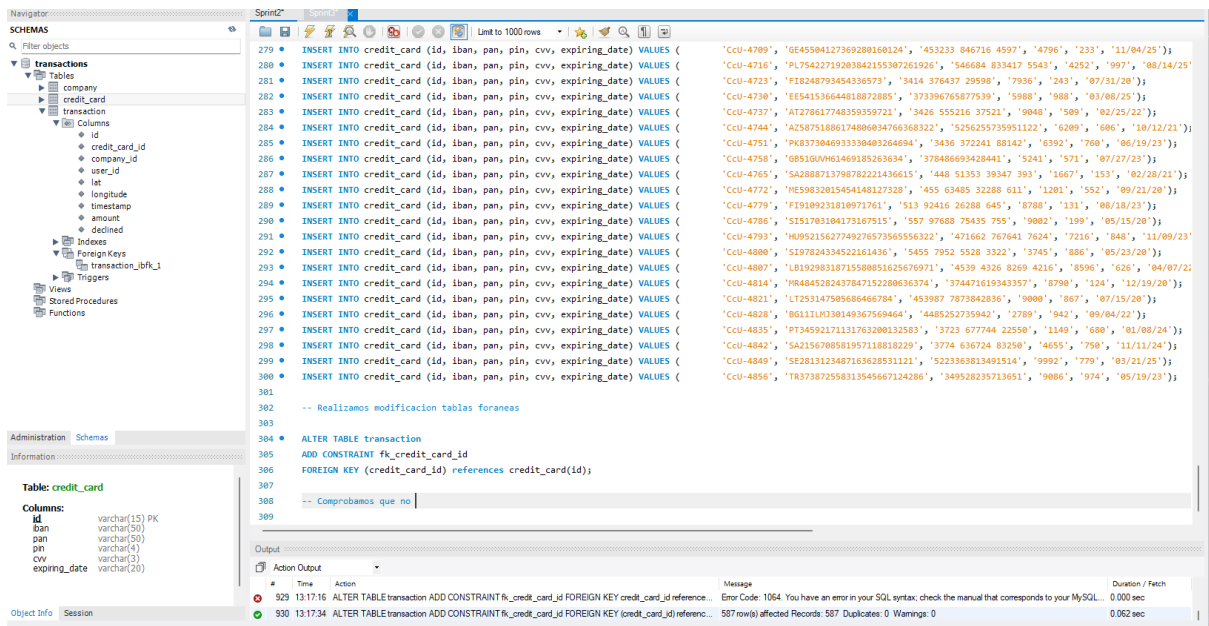 Navigator
SCHEMAS
Filter objects
transactions
Tables
company
credit_card
transaction
Columns
id
credit_card_id
company_id
user_id
lat
longitude
timestamp
amount
declined
Indexes
Foreign Keys
transaction_ibfk_1
Triggers
Views
Stored Procedures
Functions
Administration Schemas
Information
Table: credit_card
Columns:
id varchar(15) PK
iban varchar(50)
pan varchar(50)
pin varchar(4)
cvv varchar(3)
expiring_date varchar(20)
Object Info Session
Sprint2* Sprint3*
Limit to 1000 rows
279 INSERT INTO credit_card (id, iban, pan, pin, cvv, expiring_date) VALUES ( 'CcU-4709', 'GE45504127369280160124', '453233 846716 4597', '4796', '233', '11/04/25');
280 INSERT INTO credit_card (id, iban, pan, pin, cvv, expiring_date) VALUES ( 'CcU-4716', 'PL75422719203842155307261926', '546684 833417 5543', '4252', '997', '08/14/25'
281 INSERT INTO credit_card (id, iban, pan, pin, cvv, expiring_date) VALUES ( 'CcU-4723', 'FI8248793454336573', '3414 376437 29598', '7936', '243', '07/31/20');
282 INSERT INTO credit_card (id, iban, pan, pin, cvv, expiring_date) VALUES ( 'CcU-4730', 'EE541536644818872885', '373396765877539', '5988', '988', '03/08/25');
283 INSERT INTO credit_card (id, iban, pan, pin, cvv, expiring_date) VALUES ( 'CcU-4737', 'AT278617748359359721', '3426 555216 37521', '9048', '509', '02/25/22');
284 INSERT INTO credit_card (id, iban, pan, pin, cvv, expiring_date) VALUES ( 'CcU-4744', 'AZ58751886174806034766368322', '5256255735951122', '6209', '606', '10/12/21');
285 INSERT INTO credit_card (id, iban, pan, pin, cvv, expiring_date) VALUES ( 'CcU-4751', 'PK8373046933330403264694', '3436 372241 88142', '6392', '760', '06/19/23');
286 INSERT INTO credit_card (id, iban, pan, pin, cvv, expiring_date) VALUES ( 'CcU-4758', 'GB51GUVH61469185263634', '378486693428441', '5241', '571', '07/27/23');
287 INSERT INTO credit_card (id, iban, pan, pin, cvv, expiring_date) VALUES ( 'CcU-4765', 'SA2888713798782221436615', '448 51353 39347 393', '1667', '153', '02/28/21');
288 INSERT INTO credit_card (id, iban, pan, pin, cvv, expiring_date) VALUES ( 'CcU-4772', 'ME59832015454148127328', '455 63485 32288 611', '1201', '552', '09/21/20');
289 INSERT INTO credit_card (id, iban, pan, pin, cvv, expiring_date) VALUES ( 'CcU-4779', 'FI9109231810971761', '513 92416 26288 645', '8788', '131', '08/18/23');
290 INSERT INTO credit_card (id, iban, pan, pin, cvv, expiring_date) VALUES ( 'CcU-4786', 'SI51703104173167515', '557 97688 75435 755', '9002', '199', '05/15/20');
291 INSERT INTO credit_card (id, iban, pan, pin, cvv, expiring_date) VALUES ( 'CcU-4793', 'HU95215627749276573565556322', '471662 767641 7624', '7216', '848', '11/09/23'
292 INSERT INTO credit_card (id, iban, pan, pin, cvv, expiring_date) VALUES ( 'CcU-4800', 'SI97824334522161436', '5455 7952 5528 3322', '3745', '886', '05/23/20');
293 INSERT INTO credit_card (id, iban, pan, pin, cvv, expiring_date) VALUES ( 'CcU-4807', 'LB19298318715580851625676971', '4539 4326 8269 4216', '8596', '626', '04/07/22
294 INSERT INTO credit_card (id, iban, pan, pin, cvv, expiring_date) VALUES ( 'CcU-4814', 'MR4845282437847152280636374', '374471619343357', '8790', '124', '12/19/20');
295 INSERT INTO credit_card (id, iban, pan, pin, cvv, expiring_date) VALUES ( 'CcU-4821', 'LT253147505686466784', '453987 7873842836', '9000', '867', '07/15/20');
296 INSERT INTO credit_card (id, iban, pan, pin, cvv, expiring_date) VALUES ( 'CcU-4828', 'BG11ILMJ30149367569464', '4485252735942', '2789', '942', '09/04/22');
297 INSERT INTO credit_card (id, iban, pan, pin, cvv, expiring_date) VALUES ( 'CcU-4835', 'PT34592171131763200132583', '3723 677744 22550', '1149', '680', '01/08/24');
298 INSERT INTO credit_card (id, iban, pan, pin, cvv, expiring_date) VALUES ( 'CcU-4842', 'SA2156708581957118818229', '3774 636724 83250', '4655', '750', '11/11/24');
299 INSERT INTO credit_card (id, iban, pan, pin, cvv, expiring_date) VALUES ( 'CcU-4849', 'SE2813123487163628531121', '5223363813491514', '9992', '779', '03/21/25');
300 INSERT INTO credit_card (id, iban, pan, pin, cvv, expiring_date) VALUES ( 'CcU-4856', 'TR373872558313545667124286', '349528235713651', '9086', '974', '05/19/23');
301
302 -- Realizamos modificacion tablas foraneas
303
304 ALTER TABLE transaction
305 ADD CONSTRAINT fk_credit_card_id
306 FOREIGN KEY (credit_card_id) references credit_card(id);
307
308 -- Comprobamos que no
309
Output
Action Output
# Time Action Message Duration / Fetch
929 13:17:16 ALTER TABLE transaction ADD CONSTRAINT fk_credit_card_id FOREIGN KEY credit_card_id reference... Error Code: 1064. You have an error in your SQL syntax; check the manual that corresponds to your MySQL... 0.000 sec
930 13:17:34 ALTER TABLE transaction ADD CONSTRAINT fk_credit_card_id FOREIGN KEY (credit_card_id) referenc... 587 row(s) affected Records: 587 Duplicates: 0 Warnings: 0 0.062 sec